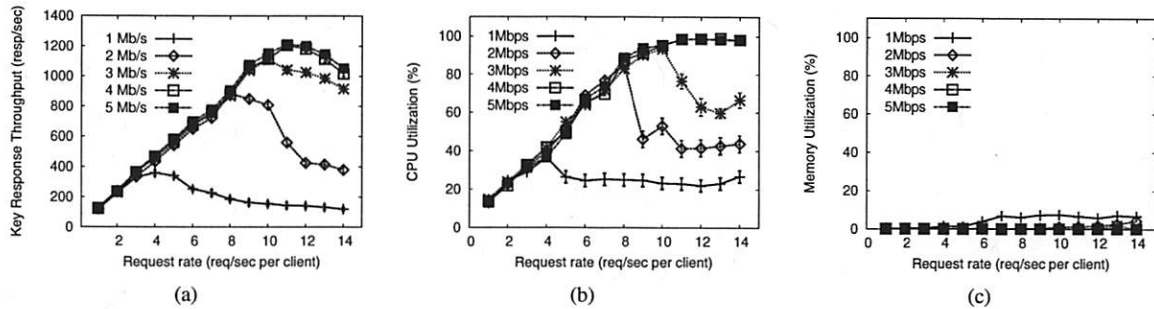 Key Response Throughput (resp/sec)
1400
1200
1000
800
600
400
200
0
1 Mb/s
2 Mb/s
3 Mb/s
4 Mb/s
5 Mb/s
2 4 6 8 10 12 14
Request rate (req/sec per client)
(a)
CPU Utilization (%)
100
80
60
40
20
0
1Mbps
2Mbps
3Mbps
4Mbps
5Mbps
0 2 4 6 8 10 12 14
Request rate (req/sec per client)
(b)
Memory Utilization (%)
100
80
60
40
20
0
1Mbps
2Mbps
3Mbps
4Mbps
5Mbps
0 2 4 6 8 10 12 14
Request rate (req/sec per client)
(c)